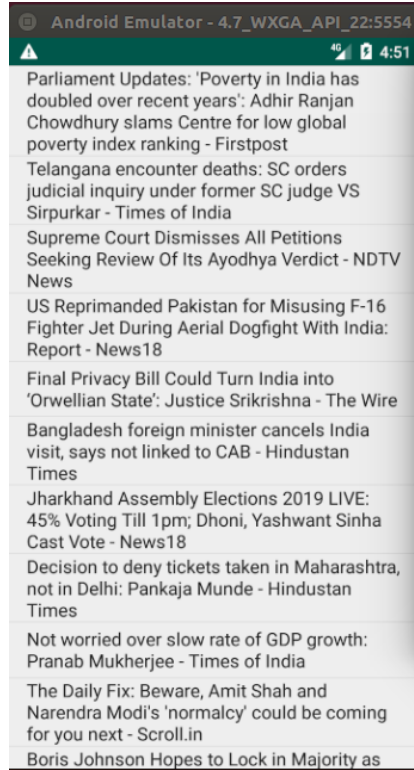 Android Emulator - 4.7_WXGA_API_22:5554
4G 4:51
Parliament Updates: 'Poverty in India has
doubled over recent years': Adhir Ranjan
Chowdhury slams Centre for low global
poverty index ranking - Firstpost
Telangana encounter deaths: SC orders
judicial inquiry under former SC judge VS
Sirpurkar - Times of India
Supreme Court Dismisses All Petitions
Seeking Review Of Its Ayodhya Verdict - NDTV
News
US Reprimanded Pakistan for Misusing F-16
Fighter Jet During Aerial Dogfight With India:
Report - News18
Final Privacy Bill Could Turn India into
‘Orwellian State’: Justice Srikrishna - The Wire
Bangladesh foreign minister cancels India
visit, says not linked to CAB - Hindustan
Times
Jharkhand Assembly Elections 2019 LIVE:
45% Voting Till 1pm; Dhoni, Yashwant Sinha
Cast Vote - News18
Decision to deny tickets taken in Maharashtra,
not in Delhi: Pankaja Munde - Hindustan
Times
Not worried over slow rate of GDP growth:
Pranab Mukherjee - Times of India
The Daily Fix: Beware, Amit Shah and
Narendra Modi's 'normalcy' could be coming
for you next - Scroll.in
Boris Johnson Hopes to Lock in Majority as